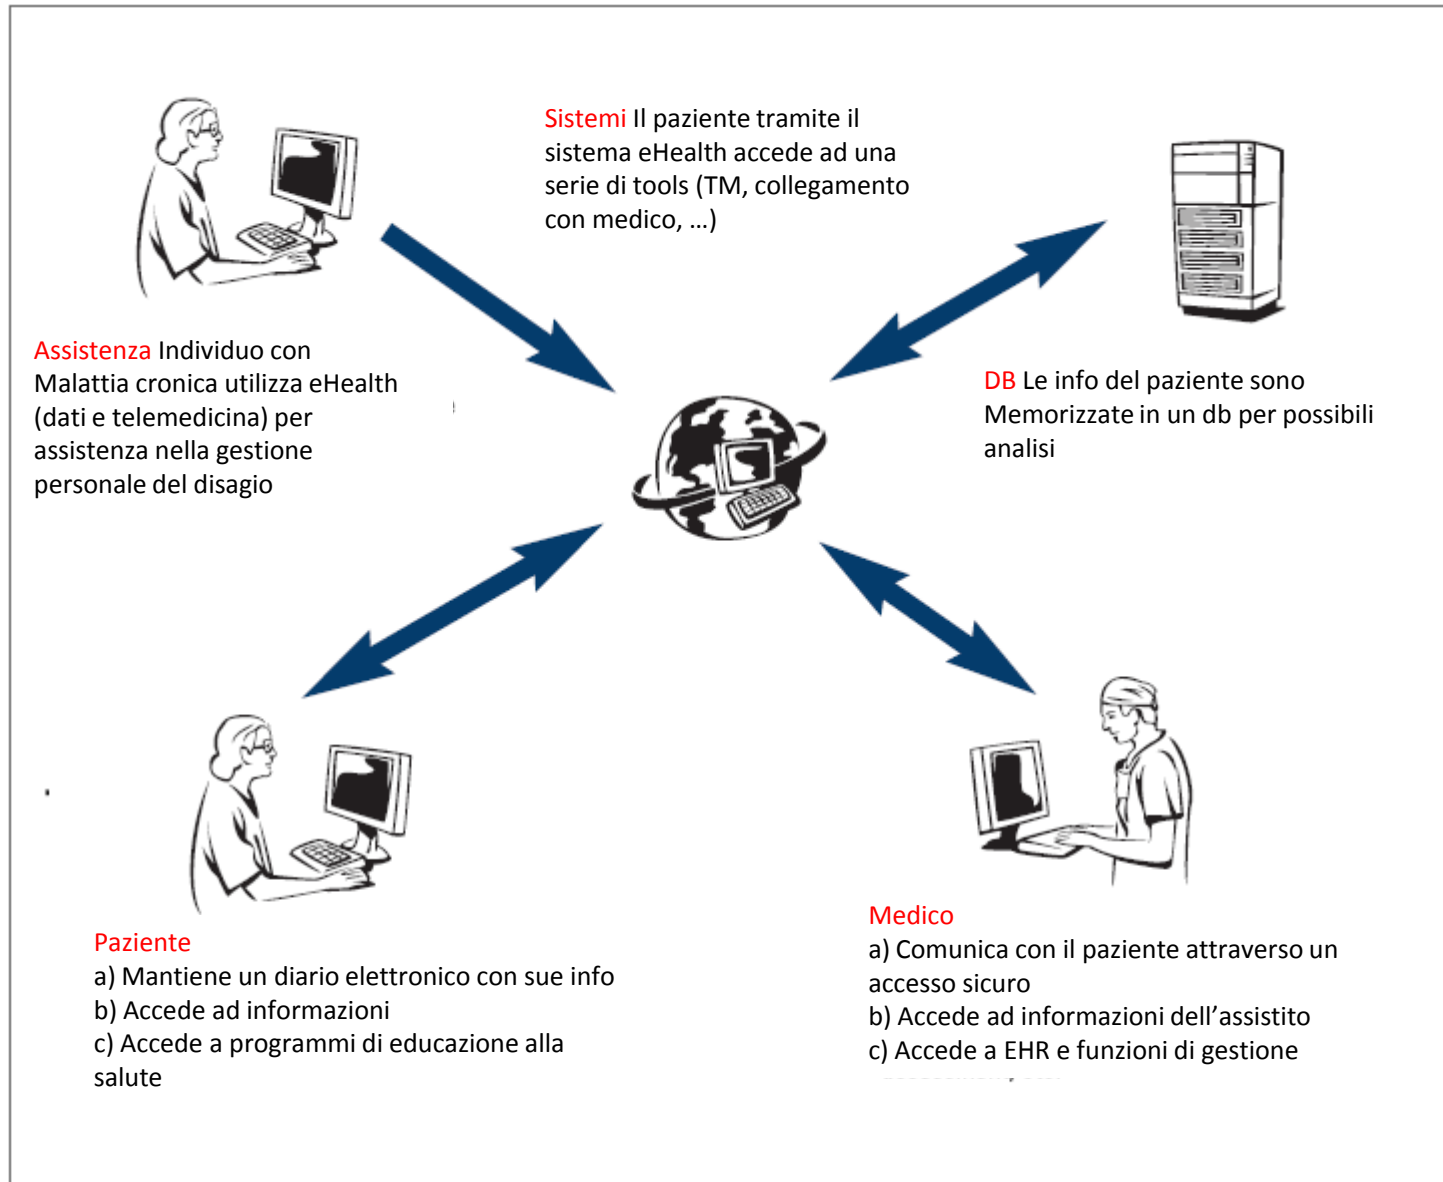 Sistemi Il paziente tramite il
sistema eHealth accede ad una
serie di tools (TM, collegamento
con medico, …)
Assistenza Individuo con
Malattia cronica utilizza eHealth
(dati e telemedicina) per
assistenza nella gestione
personale del disagio
DB Le info del paziente sono
Memorizzate in un db per possibili
analisi
Paziente
a) Mantiene un diario elettronico con sue info
b) Accede ad informazioni
c) Accede a programmi di educazione alla
salute
Medico
a) Comunica con il paziente attraverso un
accesso sicuro
b) Accede ad informazioni dell’assistito
c) Accede a EHR e funzioni di gestione